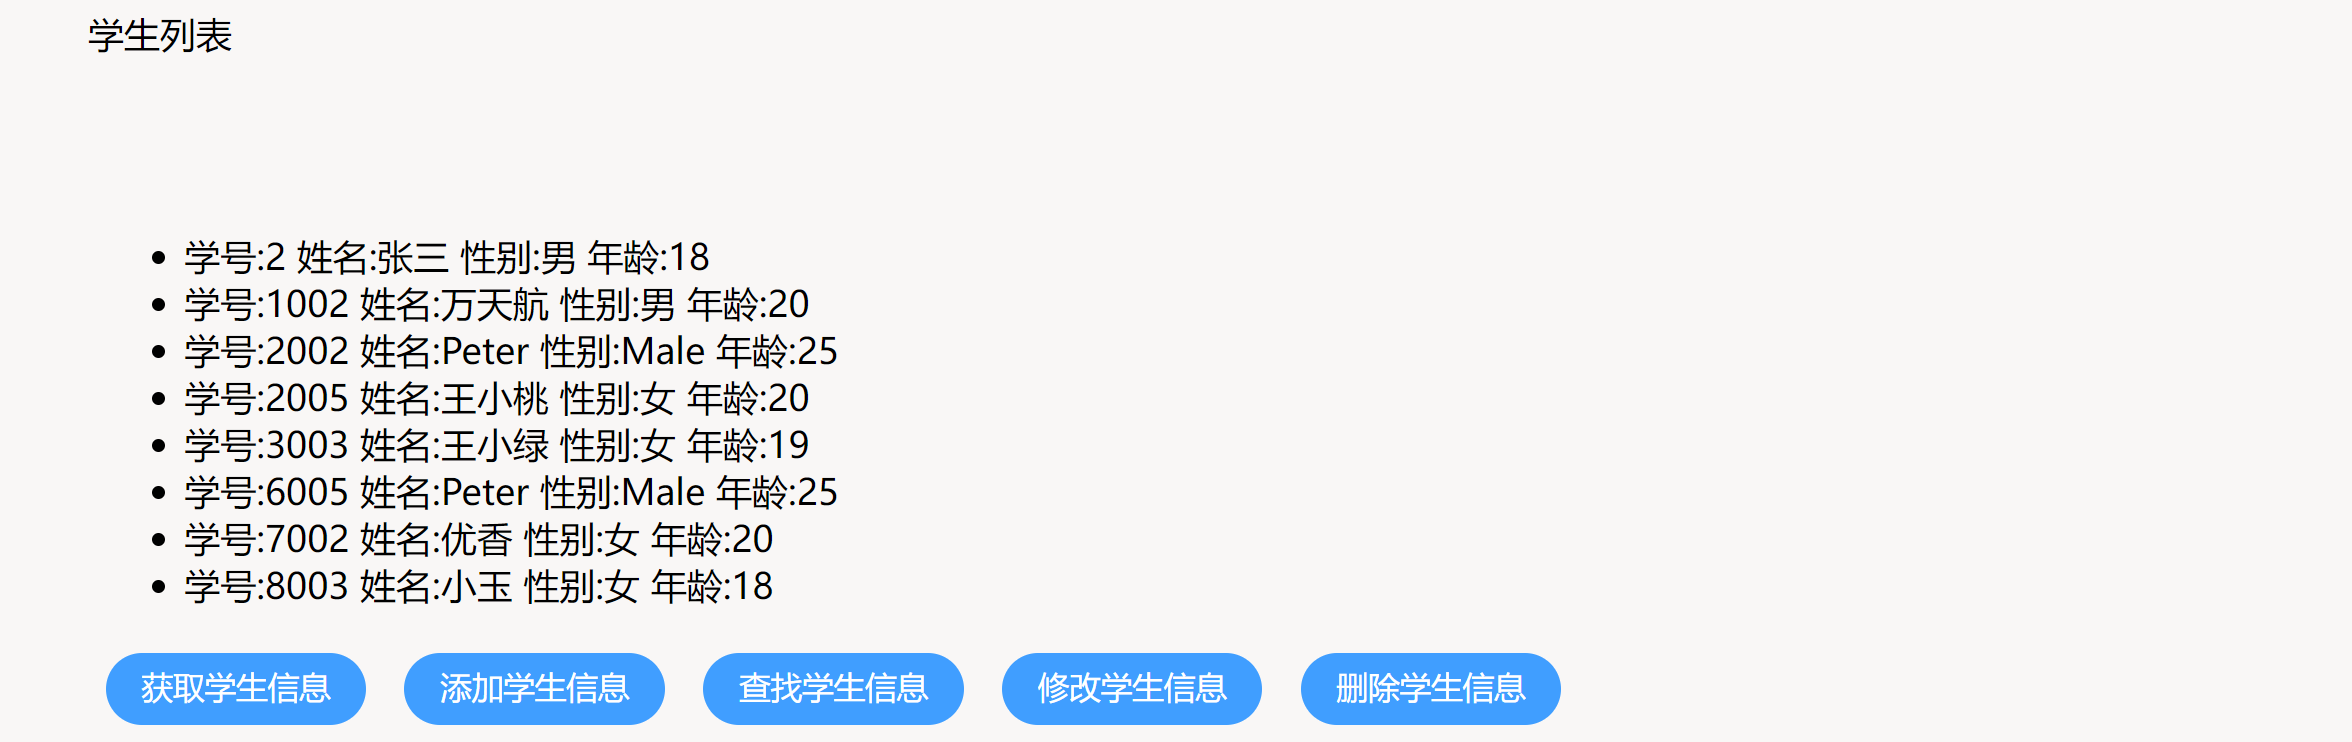 学生列表
学号:2 姓名:张三 性别:男 年龄:18
学号:1002 姓名:万天航 性别:男 年龄:20
学号:2002 姓名:Peter 性别:Male 年龄:25
学号:2005 姓名:王小桃 性别:女 年龄:20
学号:3003 姓名:王小绿 性别:女 年龄:19
学号:6005 姓名:Peter 性别:Male 年龄:25
学号:7002 姓名:优香 性别:女 年龄:20
学号:8003 姓名:小玉 性别:女 年龄:18
获取学生信息 添加学生信息 查找学生信息 修改学生信息 删除学生信息